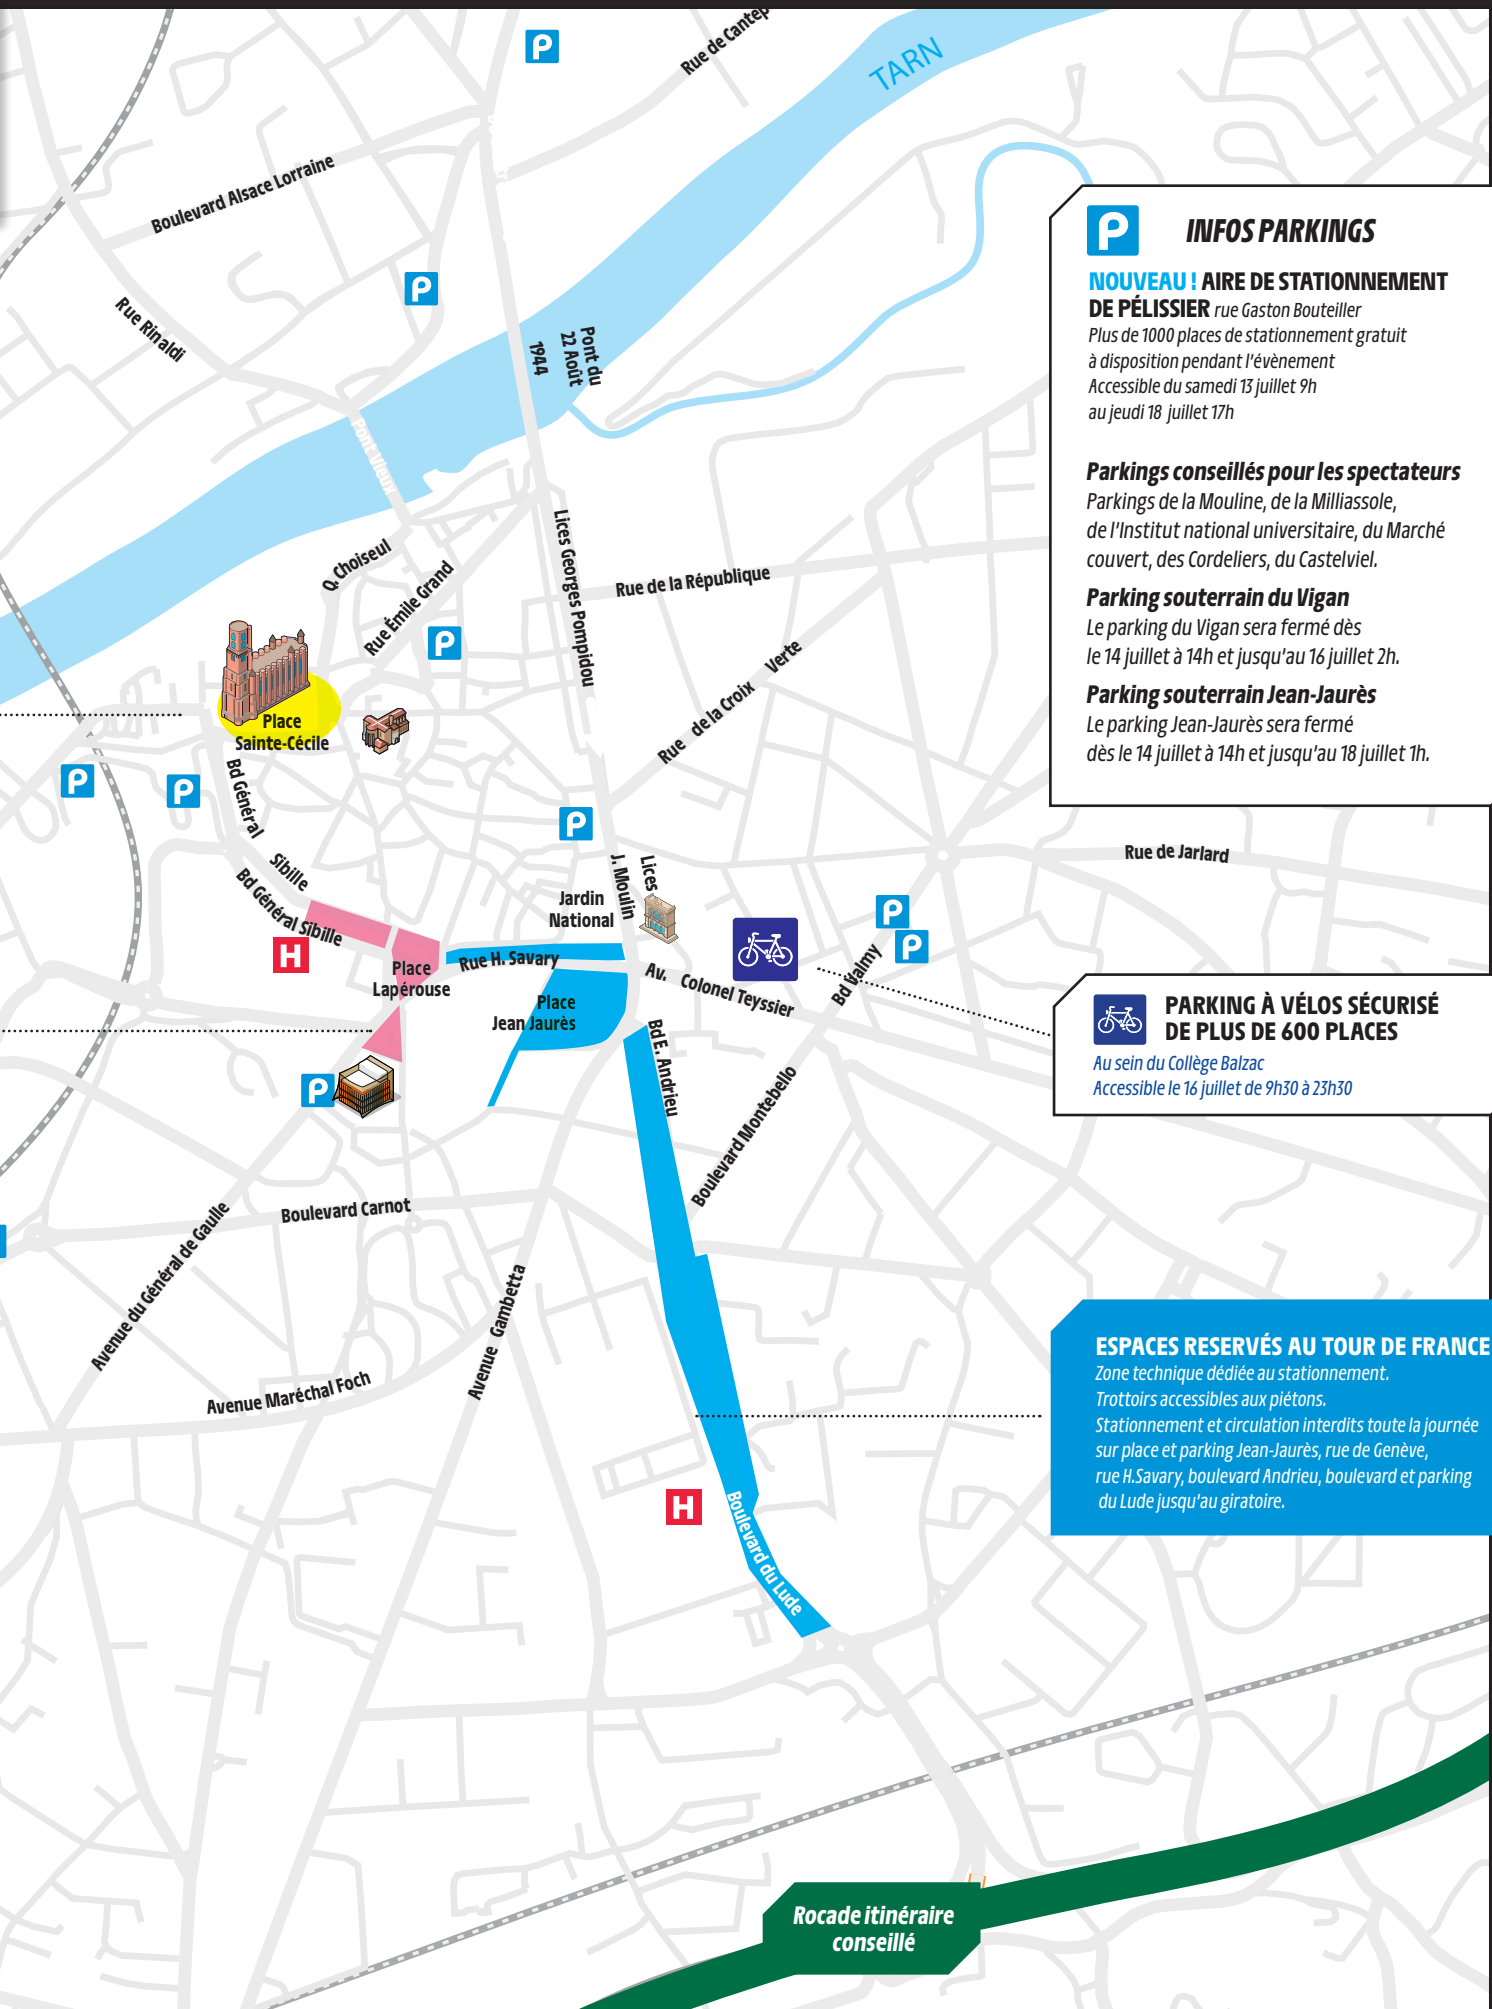 P
Rue de Cantep
TARN
Boulevard Alsace Lorraine
P
Rue Rinaldi
Pont du
22 Août
1944
Pont Vieux
Lices Georges Pompidou
Q. Choiseul
Rue Émile Grand
Rue de la République
P
Rue de la Croix Verte
Place
Sainte-Cécile
P
P
Bd Général
Sibille
P
Bd Général Sibille
J. Moulin
Lices
Jardin
National
Rue de Jarlard
H
Place
Lapérouse
Rue H. Savary
Av. Colonel Teyssier
P
P
Bd Valmy
Place
Jean Jaurès
Bd E. Andrieu
P
Boulevard Montebello
Boulevard Carnot
Avenue du Général de Gaulle
Avenue Gambetta
Avenue Maréchal Foch
H
Boulevard du Lude
Rocade itinéraire
conseillé
P
INFOS PARKINGS
NOUVEAU ! AIRE DE STATIONNEMENT
DE PÉLISSIER rue Gaston Bouteiller
Plus de 1000 places de stationnement gratuit
à disposition pendant l'évènement
Accessible du samedi 13 juillet 9h
au jeudi 18 juillet 17h
Parkings conseillés pour les spectateurs
Parkings de la Mouline, de la Milliassole,
de l'Institut national universitaire, du Marché
couvert, des Cordeliers, du Castelviel.
Parking souterrain du Vigan
Le parking du Vigan sera fermé dès
le 14 juillet à 14h et jusqu'au 16 juillet 2h.
Parking souterrain Jean-Jaurès
Le parking Jean-Jaurès sera fermé
dès le 14 juillet à 14h et jusqu'au 18 juillet 1h.
PARKING À VÉLOS SÉCURISÉ
DE PLUS DE 600 PLACES
Au sein du Collège Balzac
Accessible le 16 juillet de 9h30 à 23h30
ESPACES RESERVÉS AU TOUR DE FRANCE
Zone technique dédiée au stationnement.
Trottoirs accessibles aux piétons.
Stationnement et circulation interdits toute la journée
sur place et parking Jean-Jaurès, rue de Genève,
rue H.Savary, boulevard Andrieu, boulevard et parking
du Lude jusqu'au giratoire.